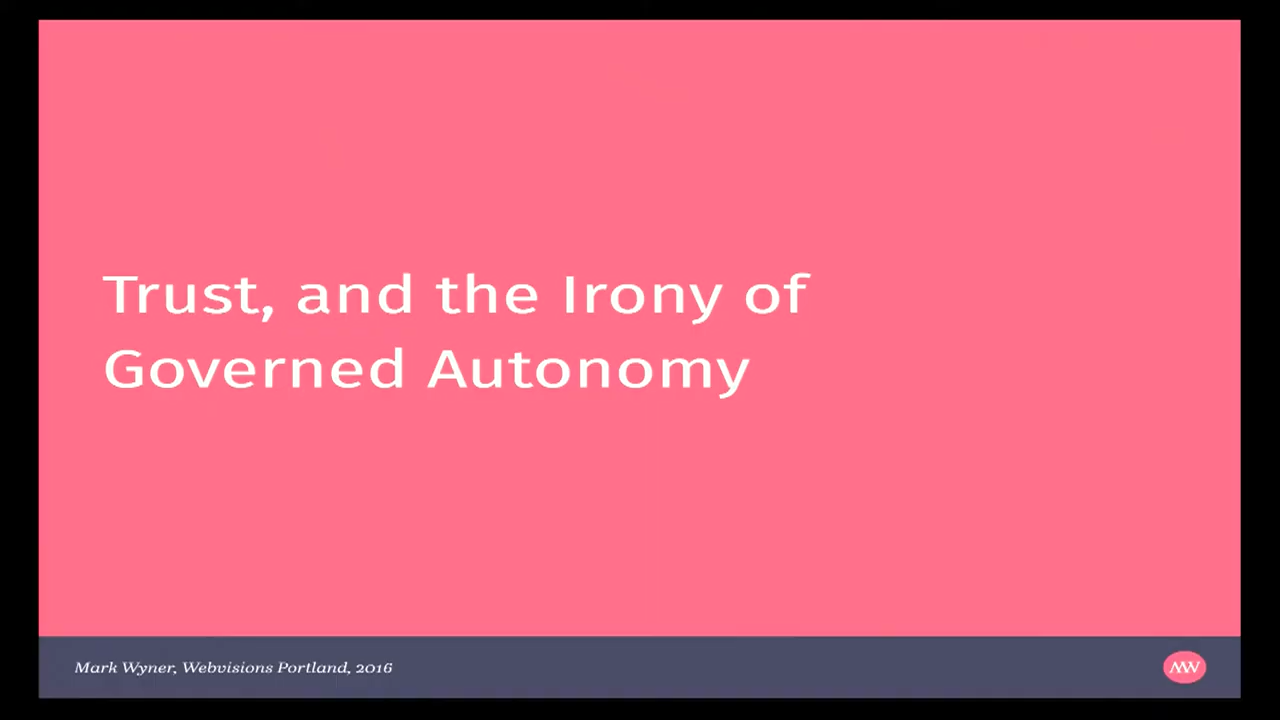 Trust, and the Irony of
Governed Autonomy
Mark Wyner, Webvisions Portland, 2016
MW